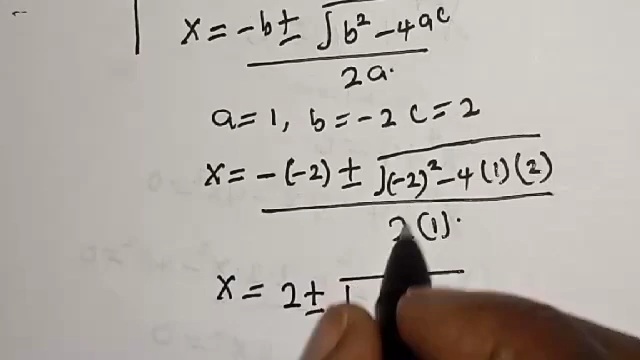 x = -b ± √b² - 4ac
2a.
a = 1, b = -2 c = 2
x = -(-2) ± √(-2)² - 4(1)(2)
2(1).
x = 2 ± √